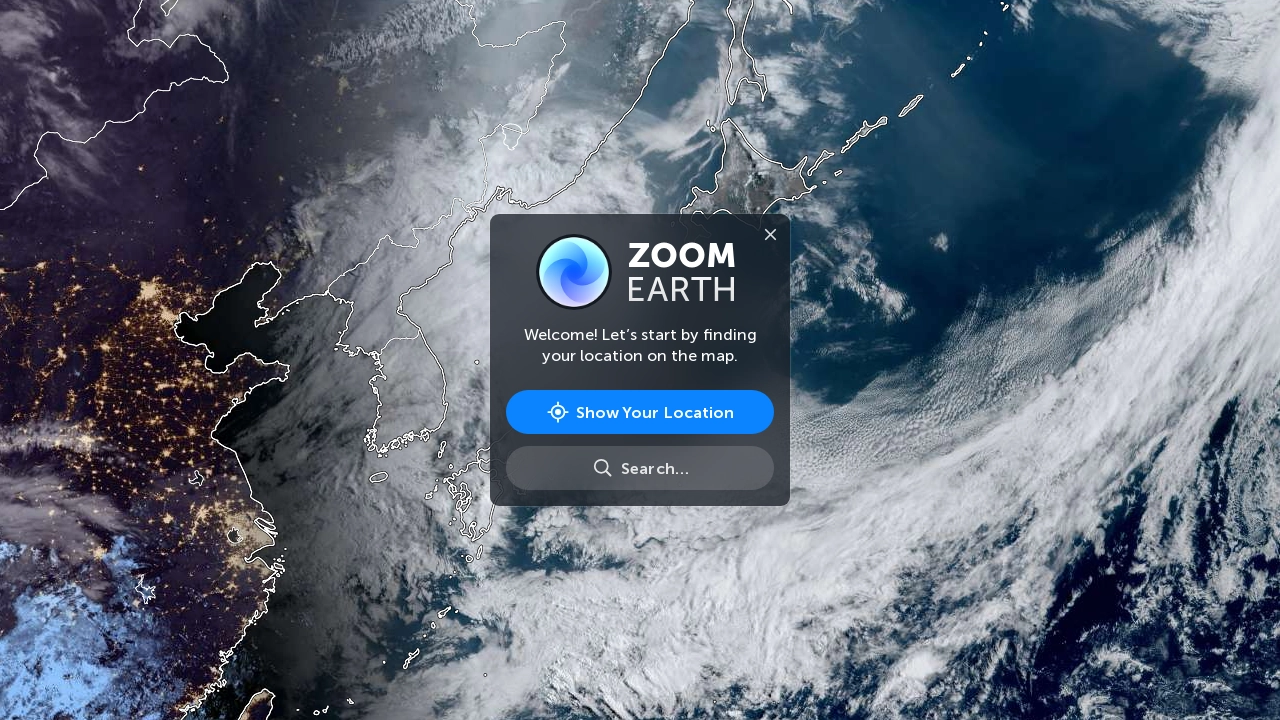 ZOOM
EARTH
Welcome! Let’s start by finding
your location on the map.
Show Your Location
Search…